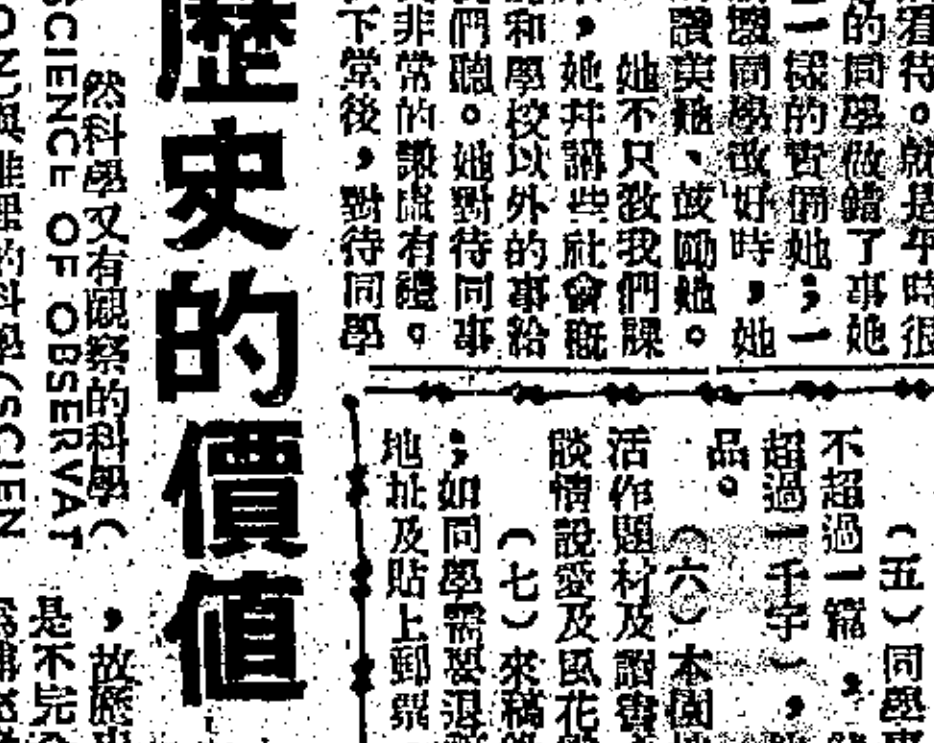 看待。就是平時很
的同學做錯了事她
一樣的責備她；一
同學改好時，她
讚美她、鼓勵她。
她不只教我們課
她幷講些社會
和學校以外的事給
們聽。她對待同事
非常的謙虛有禮。
下堂後，對待同學
（五）同學
不超過一篇，
超過一千字），
品。
（六）本園
活作題材及
談情說愛及風花
（七）來稿
；如同學需要退
地址及貼上郵票
歷史的價值
然科學又有觀察的科學（
SCIENCE OF OBSERVAT
與推理的科學（SCIEN
，故歷史
是不完全